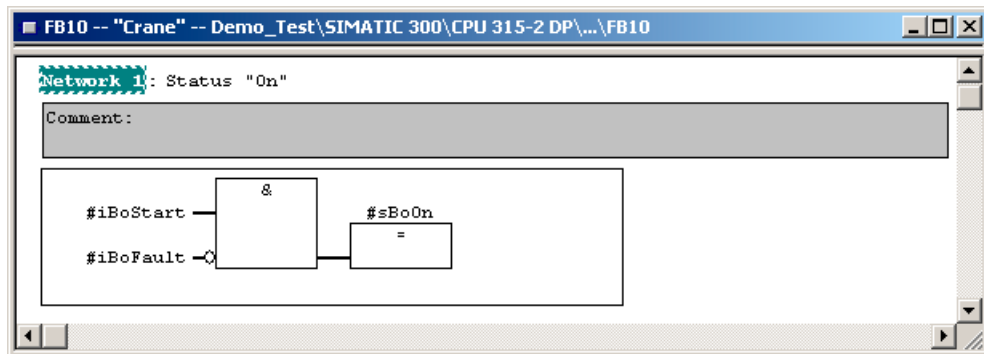 FB10 -- "Crane" -- Demo_Test\SIMATIC 300\CPU 315-2 DP\...\FB10
Network 1: Status "On"
Comment:
&
#iBoStart
#sBoOn
=
#iBoFault